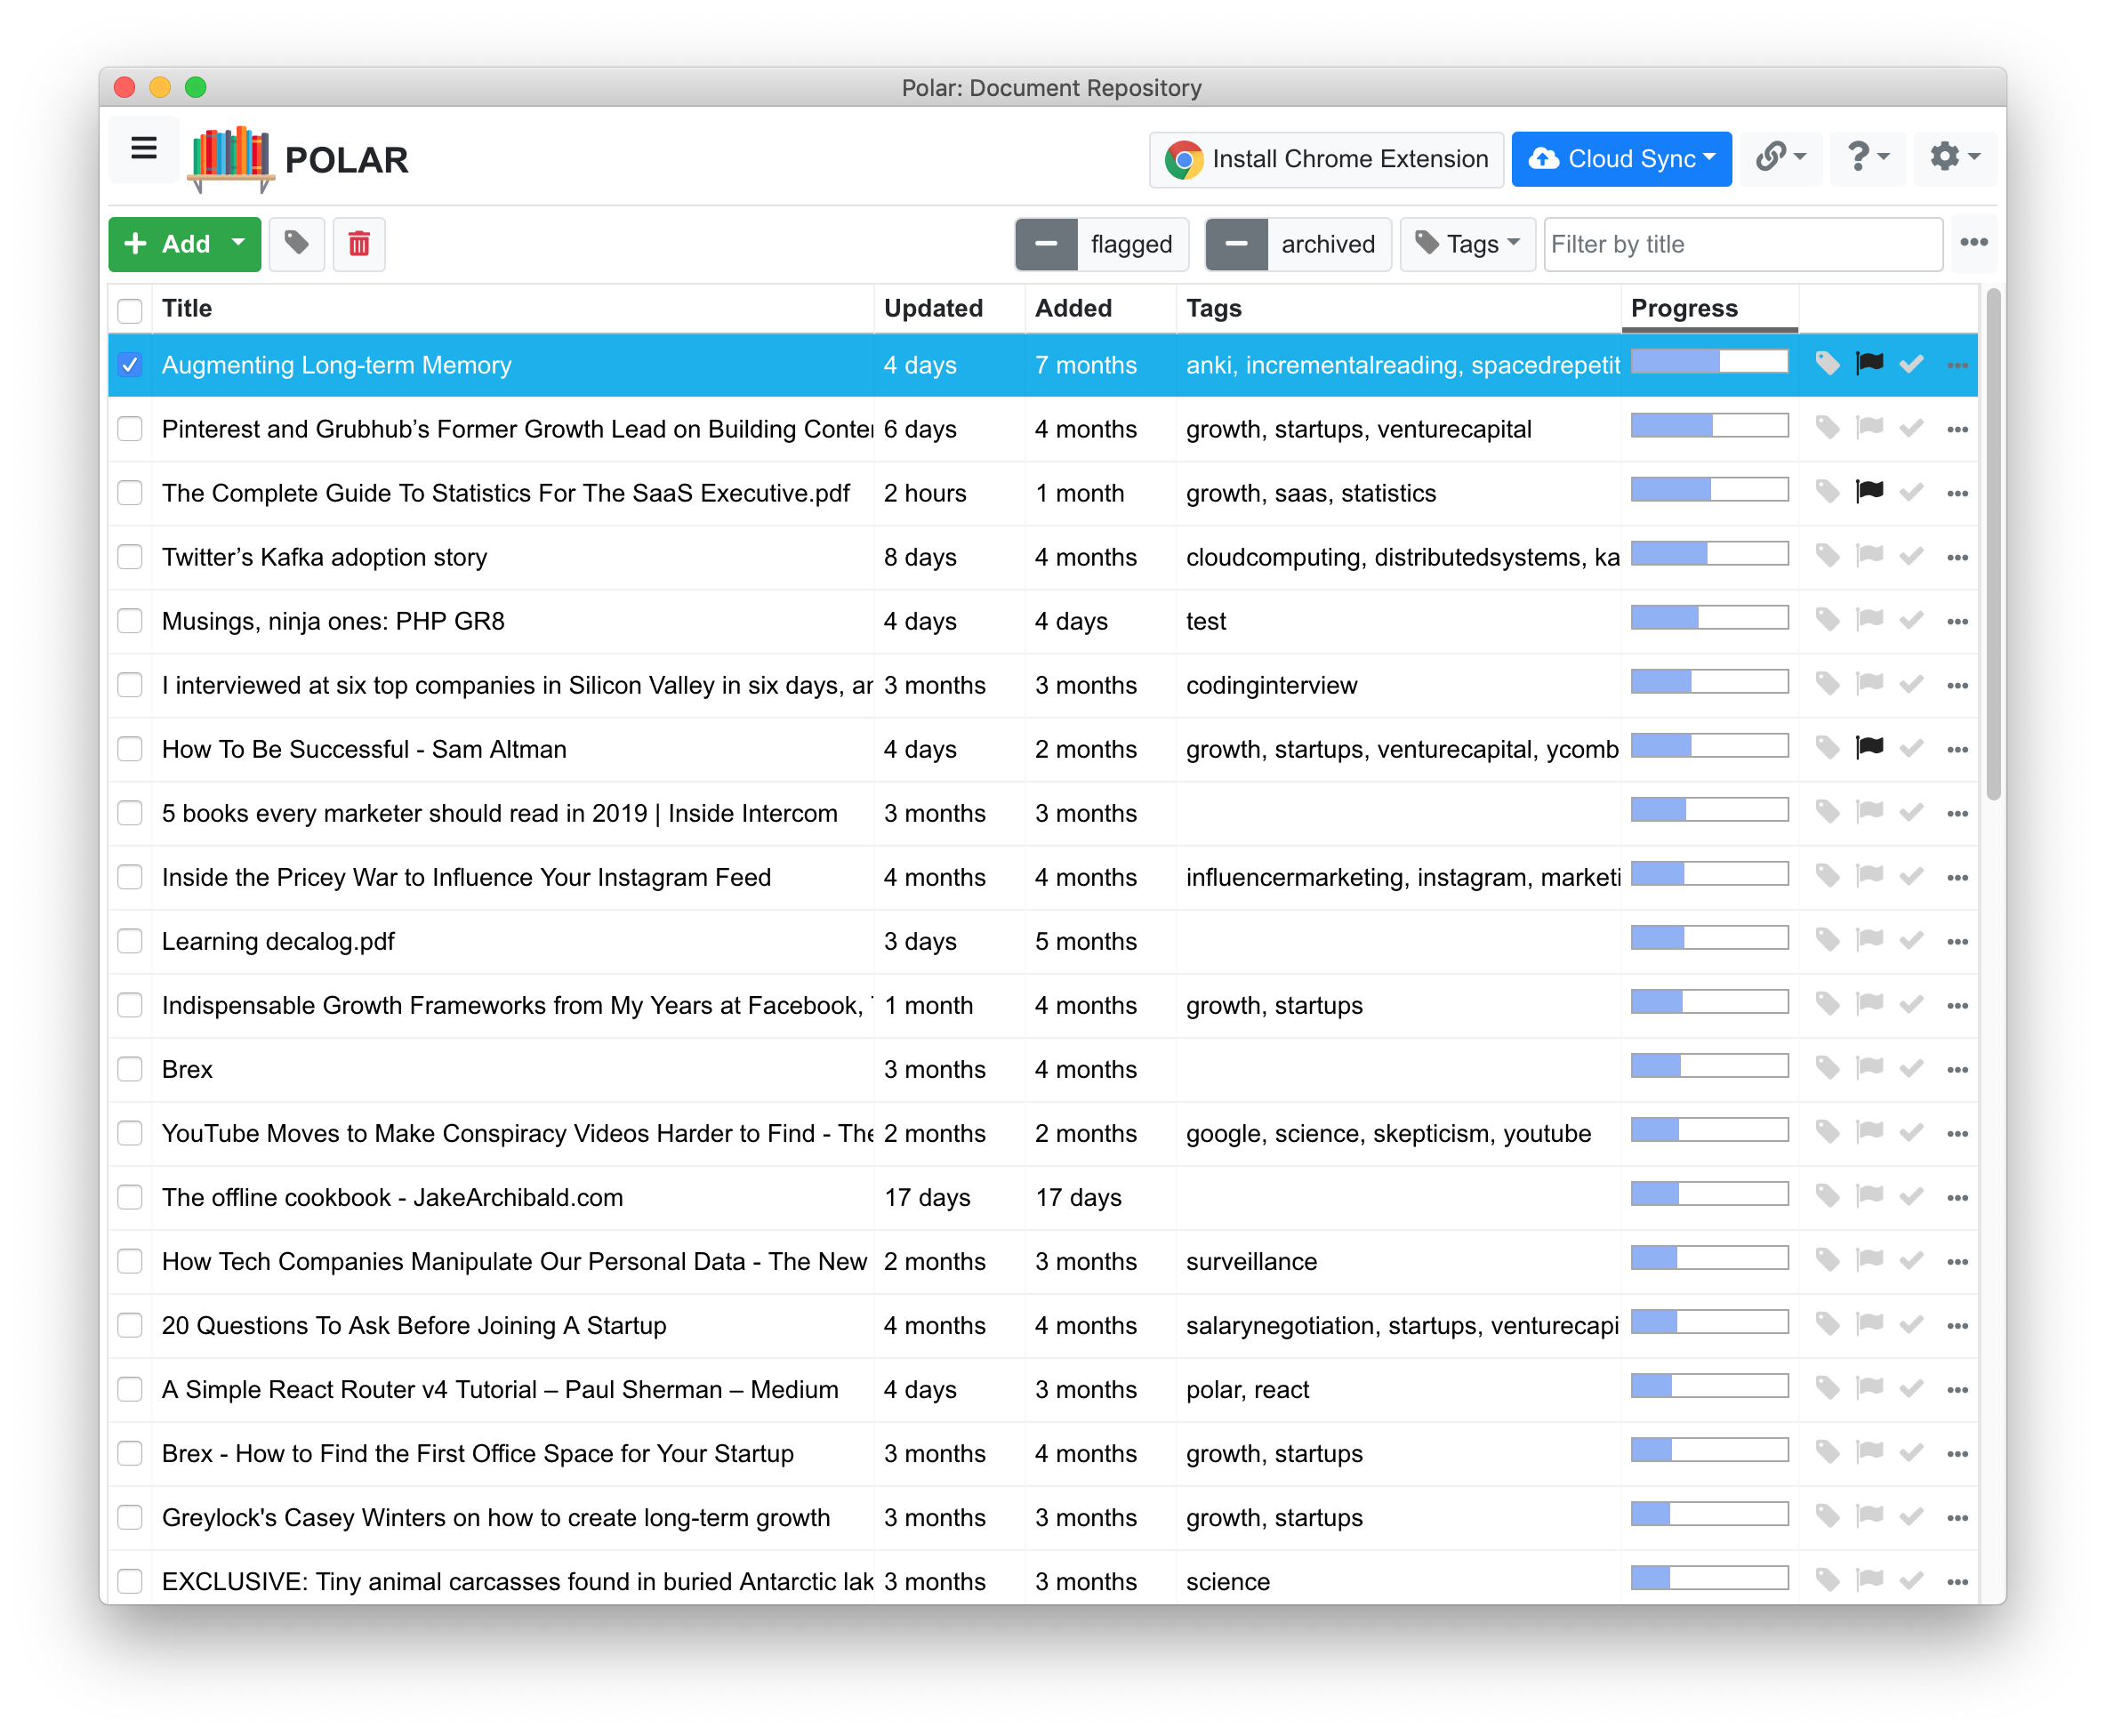 Polar: Document Repository
POLAR Install Chrome Extension Cloud Sync ?
Add flagged archived Tags Filter by title
Title Updated Added Tags Progress
Augmenting Long-term Memory 4 days 7 months anki, incrementalreading, spacedrepetit
Pinterest and Grubhub’s Former Growth Lead on Building Conte 6 days 4 months growth, startups, venturecapital
The Complete Guide To Statistics For The SaaS Executive.pdf 2 hours 1 month growth, saas, statistics
Twitter’s Kafka adoption story 8 days 4 months cloudcomputing, distributedsystems, ka
Musings, ninja ones: PHP GR8 4 days 4 days test
I interviewed at six top companies in Silicon Valley in six days, ar 3 months 3 months codinginterview
How To Be Successful - Sam Altman 4 days 2 months growth, startups, venturecapital, ycomb
5 books every marketer should read in 2019 | Inside Intercom 3 months 3 months
Inside the Pricey War to Influence Your Instagram Feed 4 months 4 months influencermarketing, instagram, marketi
Learning decalog.pdf 3 days 5 months
Indispensable Growth Frameworks from My Years at Facebook, 1 month 4 months growth, startups
Brex 3 months 4 months
YouTube Moves to Make Conspiracy Videos Harder to Find - The 2 months 2 months google, science, skepticism, youtube
The offline cookbook - JakeArchibald.com 17 days 17 days
How Tech Companies Manipulate Our Personal Data - The New 2 months 3 months surveillance
20 Questions To Ask Before Joining A Startup 4 months 4 months salarynegotiation, startups, venturecapi
A Simple React Router v4 Tutorial – Paul Sherman – Medium 4 days 3 months polar, react
Brex - How to Find the First Office Space for Your Startup 3 months 4 months growth, startups
Greylock's Casey Winters on how to create long-term growth 3 months 3 months growth, startups
EXCLUSIVE: Tiny animal carcasses found in buried Antarctic lak 3 months 3 months science